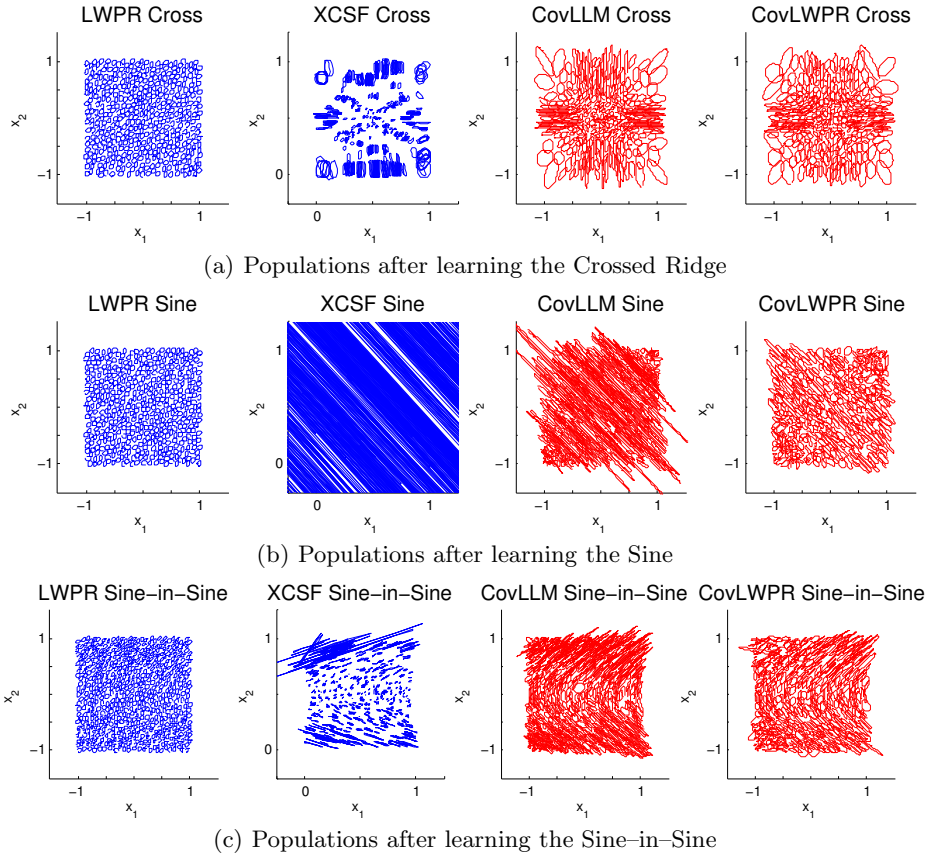 LWPR Cross XCSF Cross CovLLM Cross CovLWPR Cross
1 1 1 1
x2 x2 x2 x2
−1 0 −1 −1
−1 1 0 1 −1 1 −1 1
x1 x1 x1 x1
(a) Populations after learning the Crossed Ridge
LWPR Sine XCSF Sine CovLLM Sine CovLWPR Sine
1 1 1 1
x2 x2 x2 x2
−1 0 −1 −1
−1 1 0 1 −1 1 −1 1
x1 x1 x1 x1
(b) Populations after learning the Sine
LWPR Sine−in−Sine XCSF Sine−in−Sine CovLLM Sine−in−Sine CovLWPR Sine−in−Sine
1 1 1 1
x2 x2 x2 x2
−1 0 −1 −1
−1 1 0 1 −1 1 −1 1
x1 x1 x1 x1
(c) Populations after learning the Sine–in–Sine